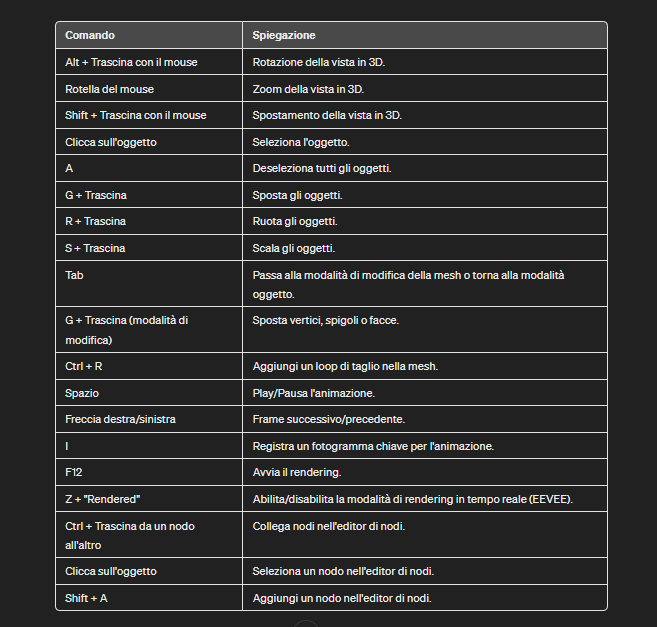 Comando Spiegazione
Alt + Trascina con il mouse Rotazione della vista in 3D.
Rotella del mouse Zoom della vista in 3D.
Shift + Trascina con il mouse Spostamento della vista in 3D.
Clicca sull'oggetto Seleziona l'oggetto.
A Deseleziona tutti gli oggetti.
G + Trascina Sposta gli oggetti.
R + Trascina Ruota gli oggetti.
S + Trascina Scala gli oggetti.
Tab Passa alla modalità di modifica della mesh o torna alla modalità
oggetto.
G + Trascina (modalità di Sposta vertici, spigoli o facce.
modifica)
Ctrl + R Aggiungi un loop di taglio nella mesh.
Spazio Play/Pausa l'animazione.
Freccia destra/sinistra Frame successivo/precedente.
I Registra un fotogramma chiave per l'animazione.
F12 Avvia il rendering.
Z + "Rendered" Abilita/disabilita la modalità di rendering in tempo reale (EEVEE).
Ctrl + Trascina da un nodo Collega nodi nell'editor di nodi.
all'altro
Clicca sull'oggetto Seleziona un nodo nell'editor di nodi.
Shift + A Aggiungi un nodo nell'editor di nodi.